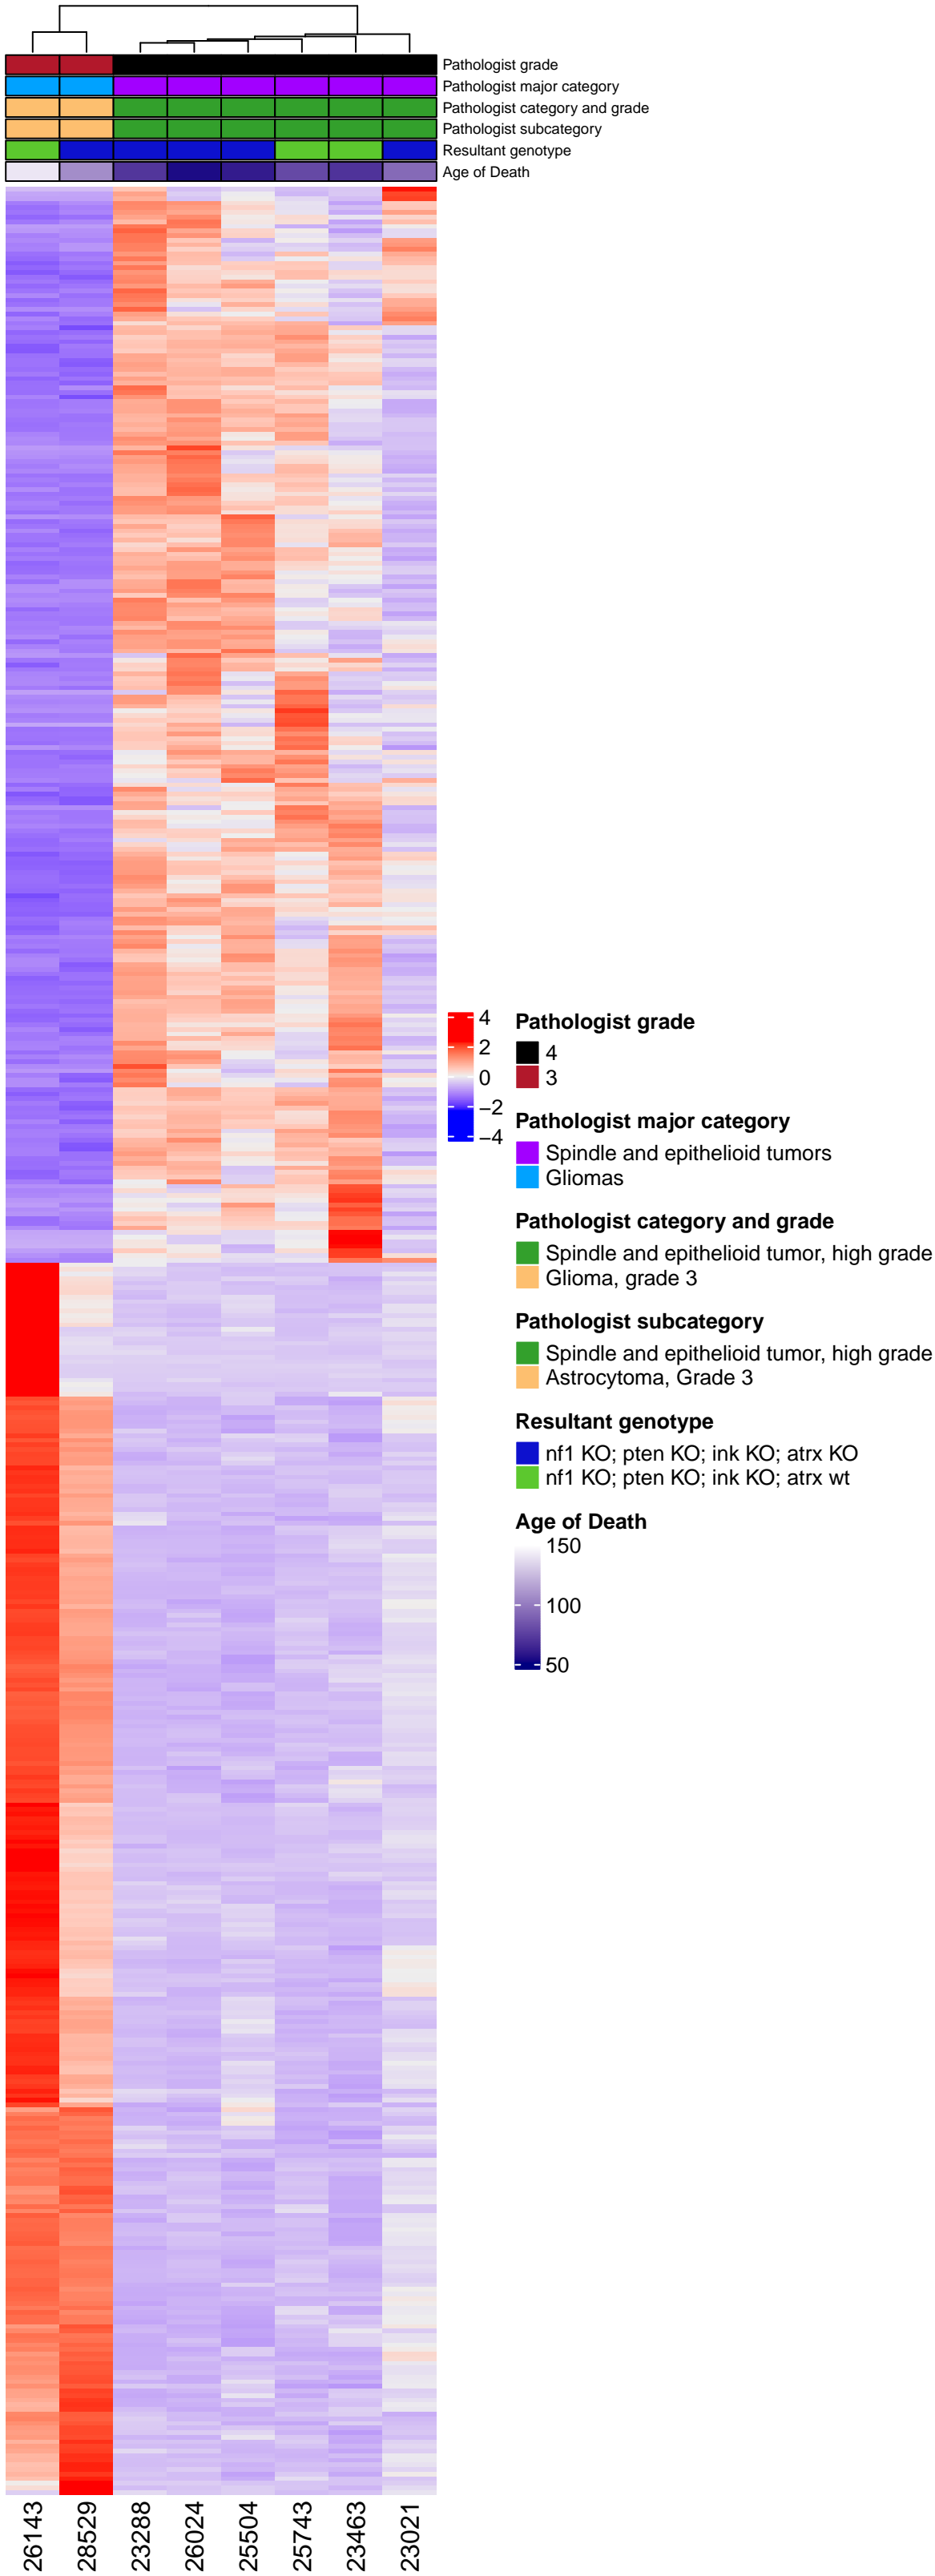 Pathologist grade
Pathologist major category
Pathologist category and grade
Pathologist subcategory
Resultant genotype
Age of Death
4
2
0
−2
−4
Pathologist grade
4
3
Pathologist major category
Spindle and epithelioid tumors
Gliomas
Pathologist category and grade
Spindle and epithelioid tumor, high grade
Glioma, grade 3
Pathologist subcategory
Spindle and epithelioid tumor, high grade
Astrocytoma, Grade 3
Resultant genotype
nf1 KO; pten KO; ink KO; atrx KO
nf1 KO; pten KO; ink KO; atrx wt
Age of Death
150
100
50
26143
28529
23288
26024
25504
25743
23463
23021